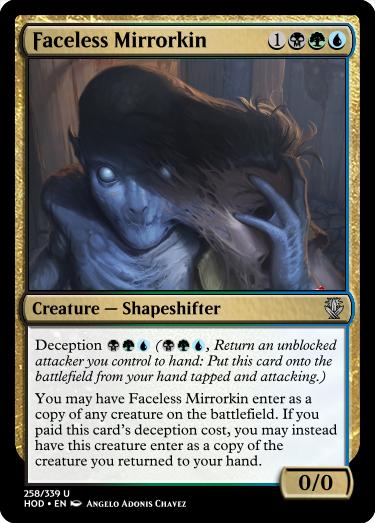 Faceless Mirrorkin 1
Creature — Shapeshifter
Deception (, Return an unblocked
attacker you control to hand: Put this card onto the
battlefield from your hand tapped and attacking.)
You may have Faceless Mirrorkin enter as a
copy of any creature on the battlefield. If you
paid this card's deception cost, you may instead
have this creature enter as a copy of the
creature you returned to your hand.
0/0
258/339 U
HOD • EN ANGELO ADONIS CHAVEZ